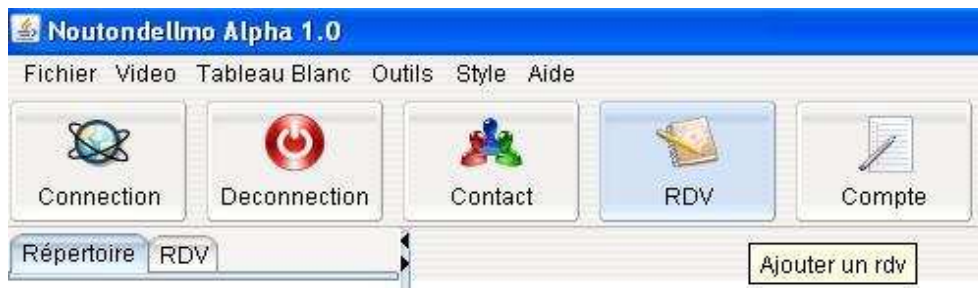 Noutondellmo Alpha 1.0
Fichier Video Tableau Blanc Outils Style Aide
Connection Deconnection Contact RDV Compte
Répertoire RDV
Ajouter un rdv